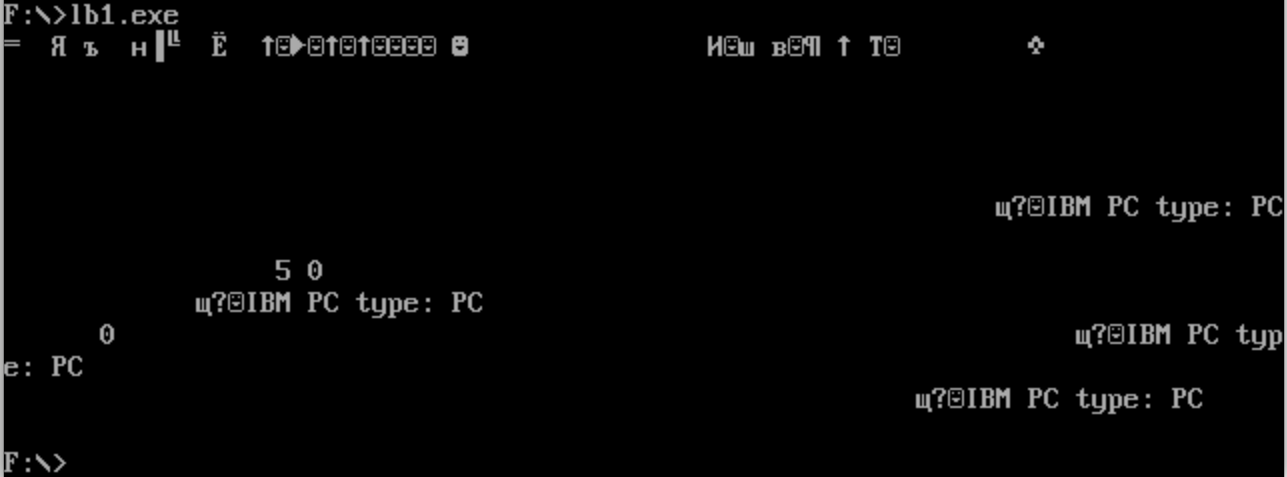 F:\>lb1.exe
= Я ъ н▐╙ Ё ↑☺►☺↑☺↑☺☺☺☺ ☻ И☺ш в☺¶ ↑ Т☺ ♣
щ?☺IBM PC type: PC
5 0
щ?☺IBM PC type: PC
0 щ?☺IBM PC typ
e: PC
щ?☺IBM PC type: PC
F:\>